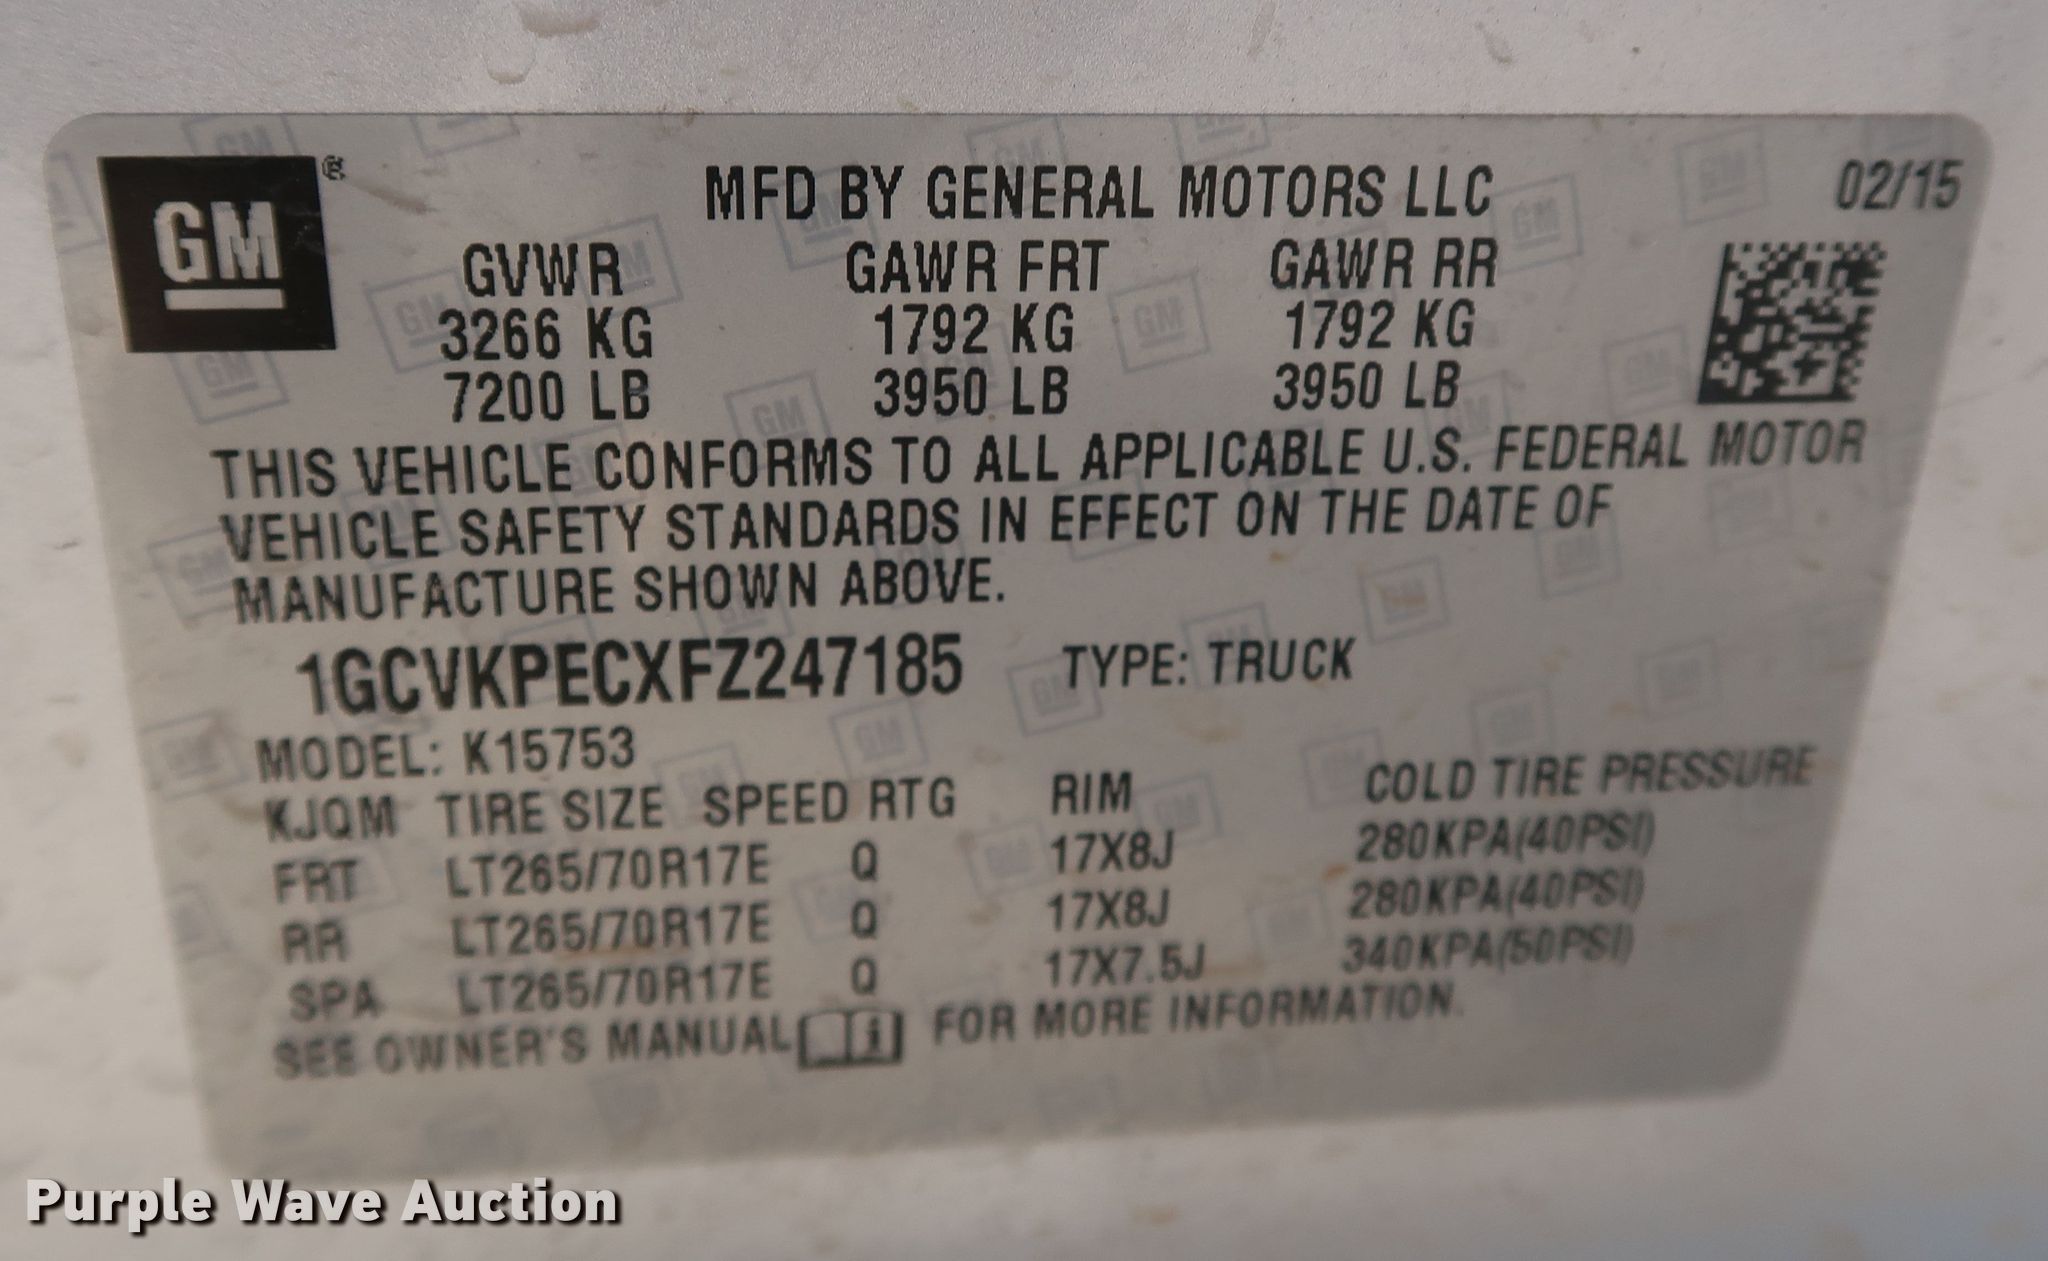 GM ®
MFD BY GENERAL MOTORS LLC 02/15
GVWR GAWR FRT GAWR RR
3266 KG 1792 KG 1792 KG
7200 LB 3950 LB 3950 LB
THIS VEHICLE CONFORMS TO ALL APPLICABLE U.S. FEDERAL MOTOR
VEHICLE SAFETY STANDARDS IN EFFECT ON THE DATE OF
MANUFACTURE SHOWN ABOVE.
1GCVKPECXFZ247185 TYPE: TRUCK
MODEL: K15753
KJQM TIRE SIZE SPEED RTG RIM COLD TIRE PRESSURE
FRT LT265/70R17E Q 17X8J 280KPA(40PSI)
RR LT265/70R17E Q 17X8J 280KPA(40PSI)
SPA LT265/70R17E Q 17X7.5J 340KPA(50PSI)
SEE OWNER'S MANUAL i FOR MORE INFORMATION.
Purple Wave Auction